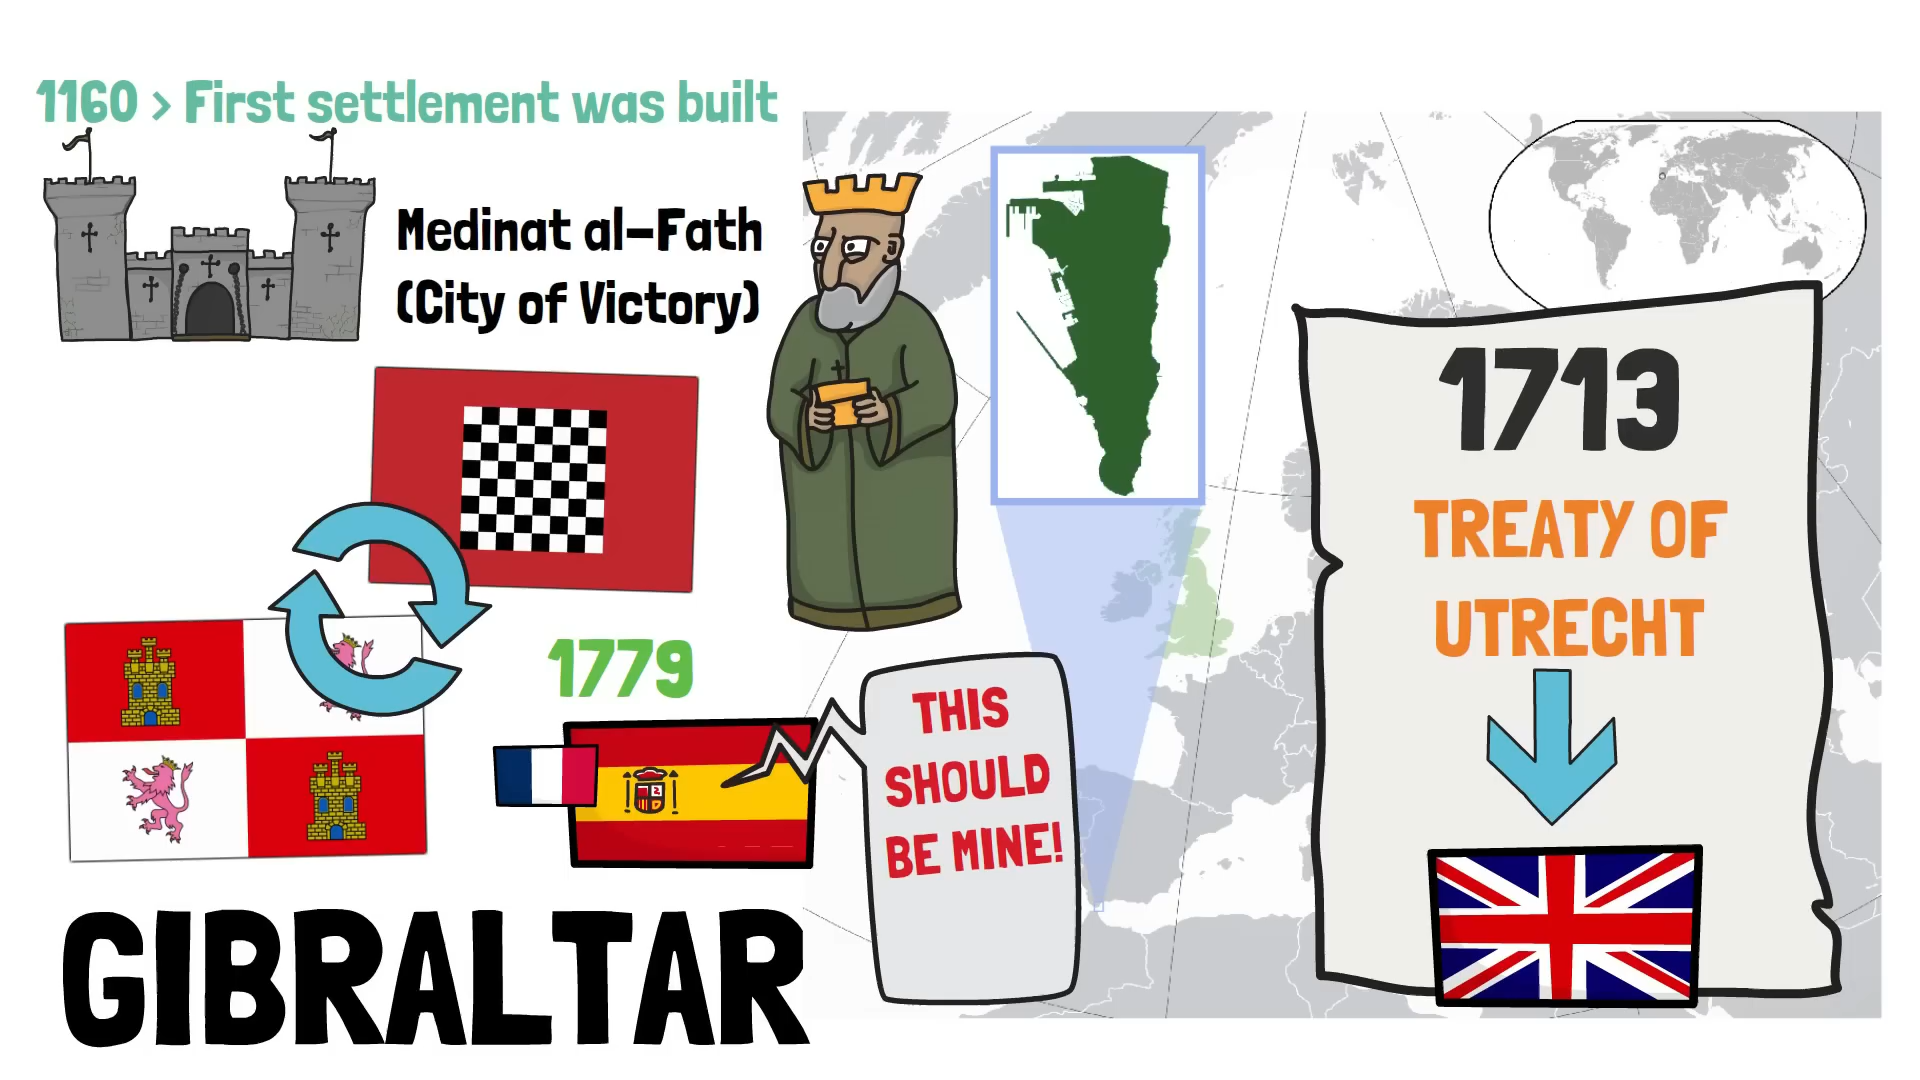 1160 > First settlement was built
Medinat al-Fath
(City of Victory)
1779
THIS
SHOULD
BE MINE!
GIBRALTAR
1713
TREATY OF
UTRECHT